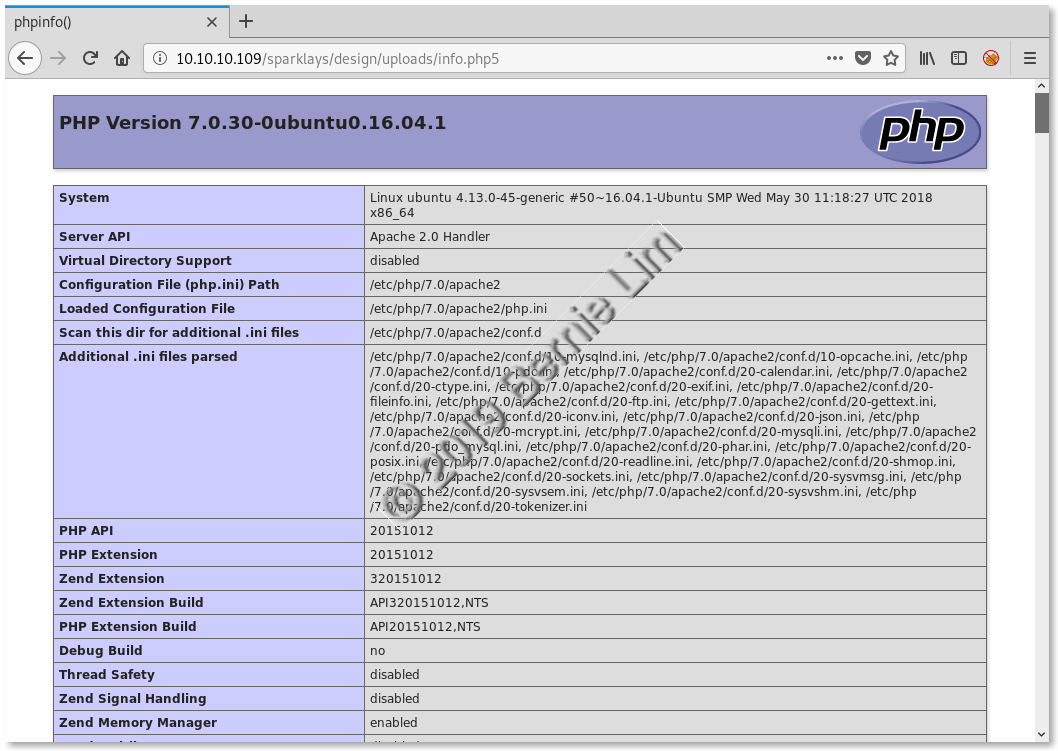 phpinfo()
10.10.10.109/sparklays/design/uploads/info.php5
PHP Version 7.0.30-0ubuntu0.16.04.1
php
System
Linux ubuntu 4.13.0-45-generic #50~16.04.1-Ubuntu SMP Wed May 30 11:18:27 UTC 2018
x86_64
Server API
Apache 2.0 Handler
Virtual Directory Support
disabled
Configuration File (php.ini) Path
/etc/php/7.0/apache2
Loaded Configuration File
/etc/php/7.0/apache2/php.ini
Scan this dir for additional .ini files
/etc/php/7.0/apache2/conf.d
Additional .ini files parsed
/etc/php/7.0/apache2/conf.d/10-mysqlnd.ini, /etc/php/7.0/apache2/conf.d/10-opcache.ini, /etc/php
/7.0/apache2/conf.d/10-pdo.ini, /etc/php/7.0/apache2/conf.d/20-calendar.ini, /etc/php/7.0/apache2
/conf.d/20-ctype.ini, /etc/php/7.0/apache2/conf.d/20-exif.ini, /etc/php/7.0/apache2/conf.d/20-
fileinfo.ini, /etc/php/7.0/apache2/conf.d/20-ftp.ini, /etc/php/7.0/apache2/conf.d/20-gettext.ini,
/etc/php/7.0/apache2/conf.d/20-iconv.ini, /etc/php/7.0/apache2/conf.d/20-json.ini, /etc/php
/7.0/apache2/conf.d/20-mcrypt.ini, /etc/php/7.0/apache2/conf.d/20-mysqli.ini, /etc/php/7.0/apache2
/conf.d/20-pdo_mysql.ini, /etc/php/7.0/apache2/conf.d/20-phar.ini, /etc/php/7.0/apache2/conf.d/20-
posix.ini, /etc/php/7.0/apache2/conf.d/20-readline.ini, /etc/php/7.0/apache2/conf.d/20-shmop.ini,
/etc/php/7.0/apache2/conf.d/20-sockets.ini, /etc/php/7.0/apache2/conf.d/20-sysvmsg.ini, /etc/php
/7.0/apache2/conf.d/20-sysvsem.ini, /etc/php/7.0/apache2/conf.d/20-sysvshm.ini, /etc/php
/7.0/apache2/conf.d/20-tokenizer.ini
PHP API
20151012
PHP Extension
20151012
Zend Extension
320151012
Zend Extension Build
API320151012,NTS
PHP Extension Build
API20151012,NTS
Debug Build
no
Thread Safety
disabled
Zend Signal Handling
disabled
Zend Memory Manager
enabled
© 2019 Bernie Lim